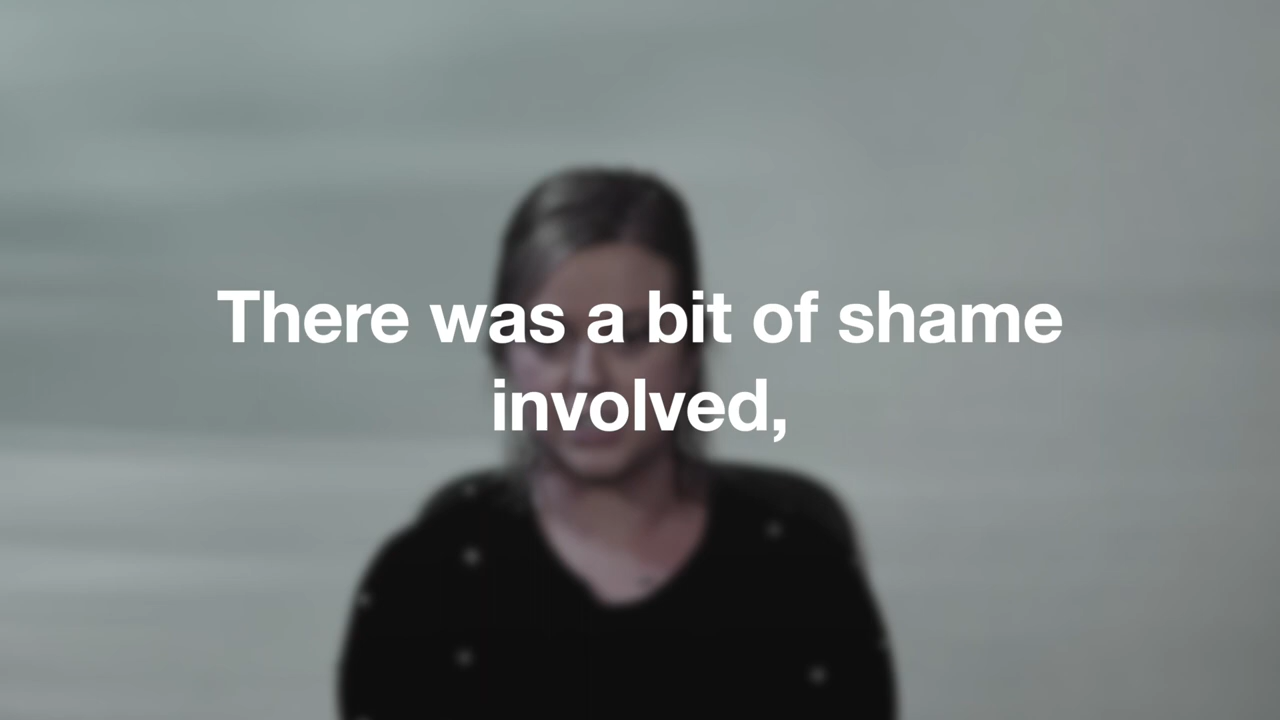 There was a bit of shame
involved,